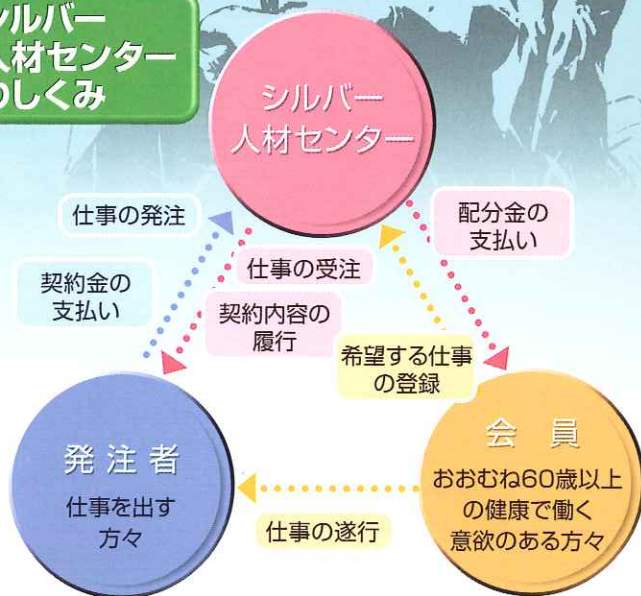 シルバー
人材センター
のしくみ
シルバー
人材センター
仕事の発注
配分金の
支払い
契約金の
支払い
仕事の受注
契約内容の
履行
希望する仕事
の登録
発注者
仕事を出す
方々
会員
おおむね60歳以上
の健康で働く
意欲のある方々
仕事の遂行